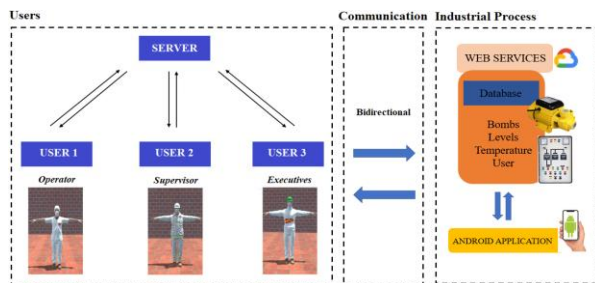 Users
Communication
Industrial Process
SERVER
USER 1
USER 2
USER 3
Operator
Supervisor
Executives
Bidirectional
WEB SERVICES
Database
Bombs
Levels
Temperature
User
ANDROID APPLICATION